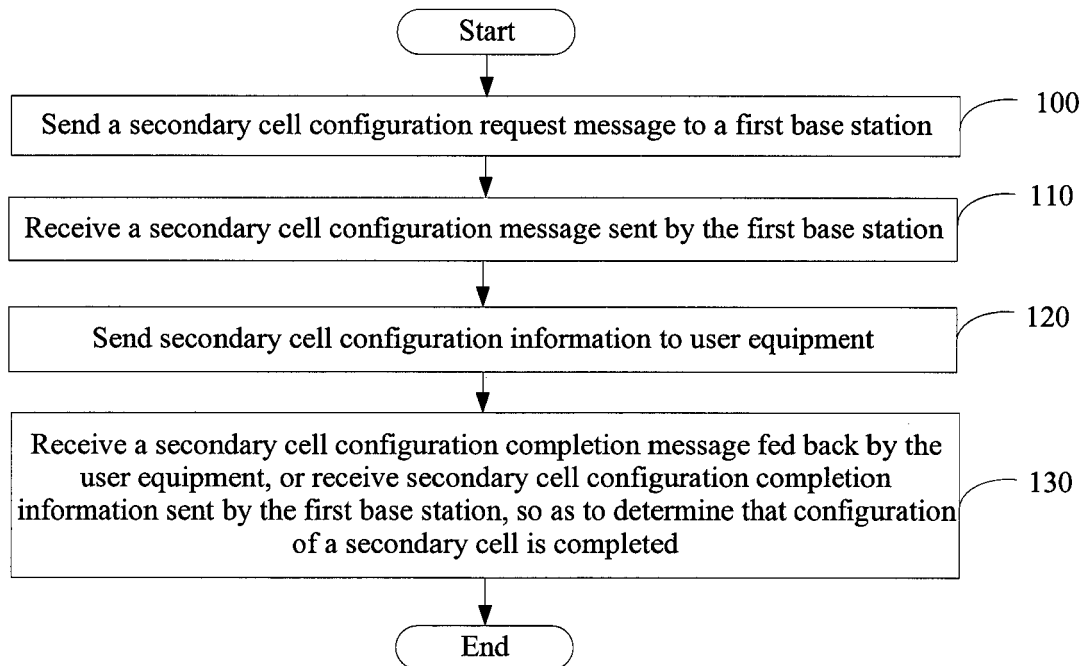 Start
Send a secondary cell configuration request message to a first base station
100
Receive a secondary cell configuration message sent by the first base station
110
Send secondary cell configuration information to user equipment
120
Receive a secondary cell configuration completion message fed back by the
user equipment, or receive secondary cell configuration completion
information sent by the first base station, so as to determine that configuration
of a secondary cell is completed
130
End